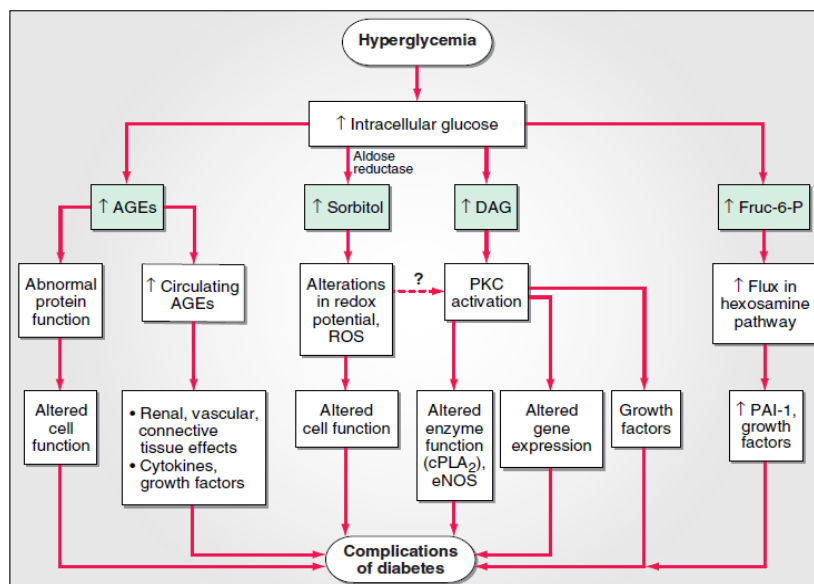 Hyperglycemia
↑ Intracellular glucose
Aldose
reductase
↑ AGEs
↑ Sorbitol
↑ DAG
↑ Fruc-6-P
Abnormal
protein
function
↑ Circulating
AGEs
Alterations
in redox
potential,
ROS
?
PKC
activation
↑ Flux in
hexosamine
pathway
Altered
cell
function
• Renal, vascular,
connective
tissue effects
• Cytokines,
growth factors
Altered
cell function
Altered
enzyme
function
(cPLA₂),
eNOS
Altered
gene
expression
Growth
factors
↑ PAI-1,
growth
factors
Complications
of diabetes